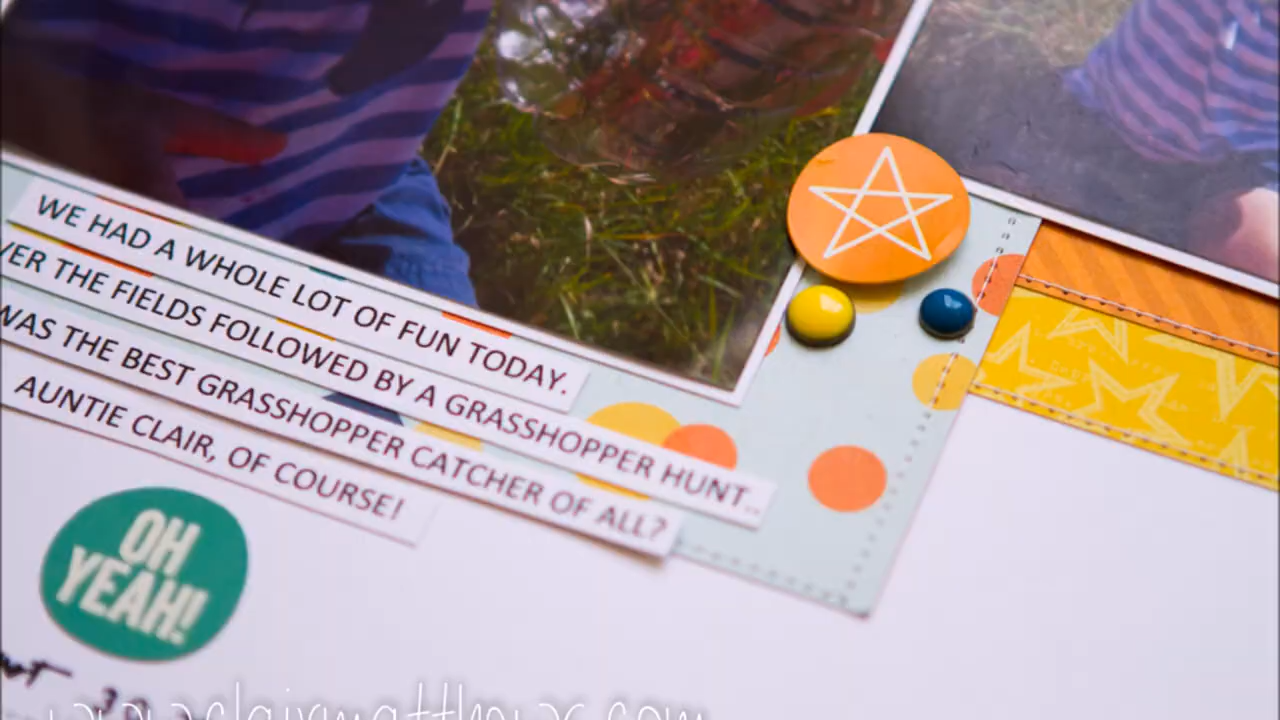 WE HAD A WHOLE LOT OF FUN TODAY.
THE FIELDS FOLLOWED BY A GRASSHOPPER HUNT..
WAS THE BEST GRASSHOPPER CATCHER OF ALL?
AUNTIE CLAIR, OF COURSE!
OH
YEAH!